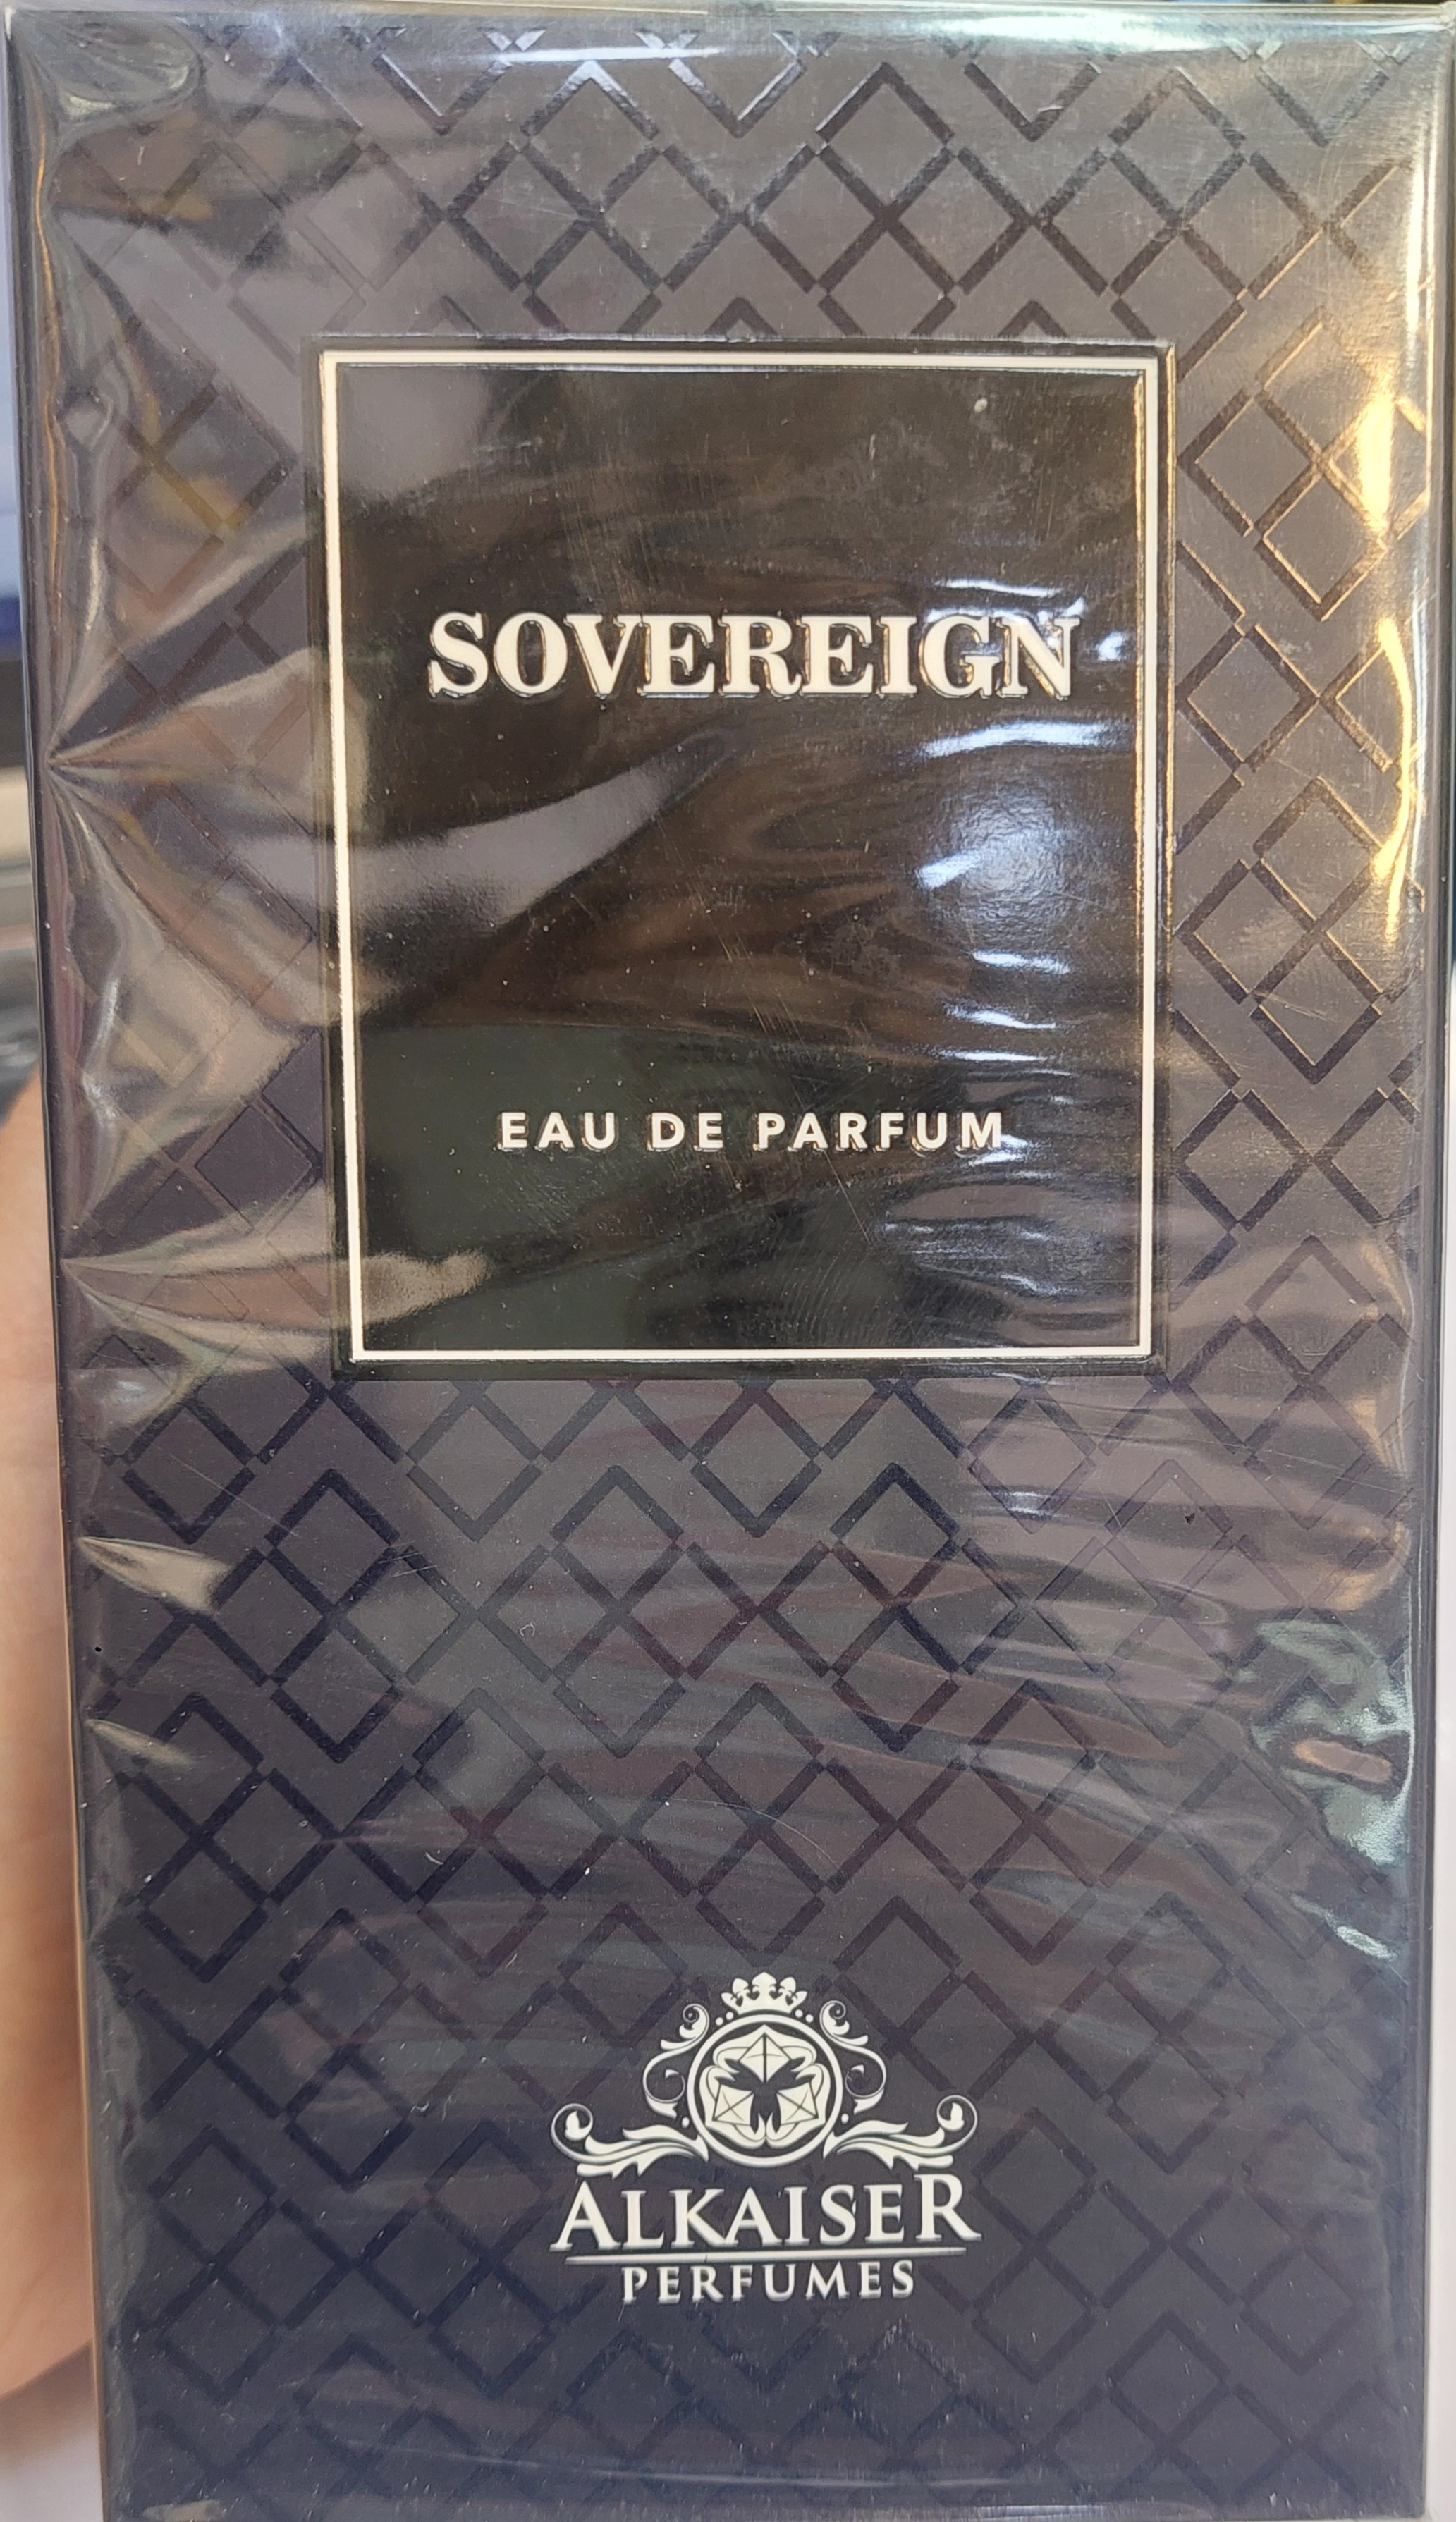 SOVEREIGN
EAU DE PARFUM
ALKAISER
PERFUMES